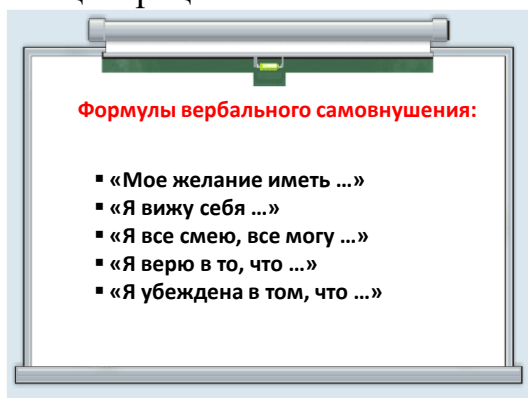 Формулы вербального самовнушения:
▪ «Мое желание иметь …»
▪ «Я вижу себя …»
▪ «Я все смею, все могу …»
▪ «Я верю в то, что …»
▪ «Я убеждена в том, что …»